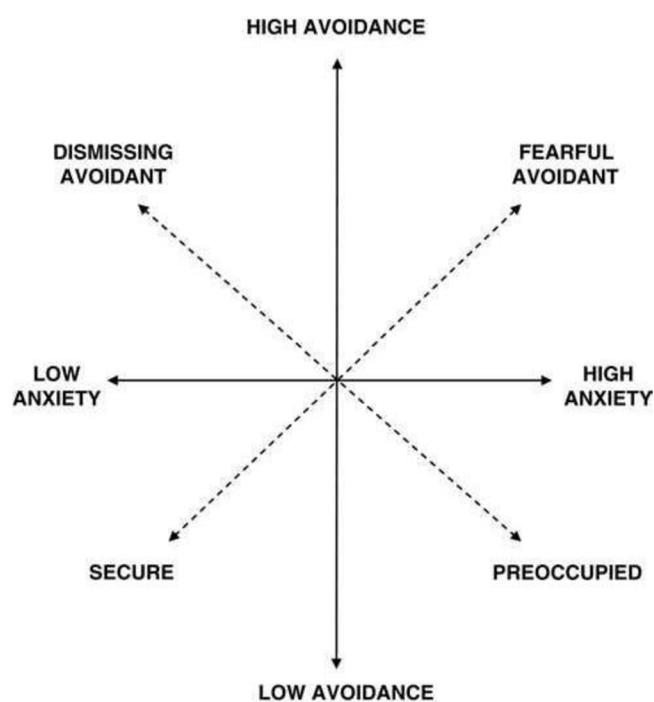 HIGH AVOIDANCE
DISMISSING
AVOIDANT
FEARFUL
AVOIDANT
LOW
ANXIETY
HIGH
ANXIETY
SECURE
PREOCCUPIED
LOW AVOIDANCE